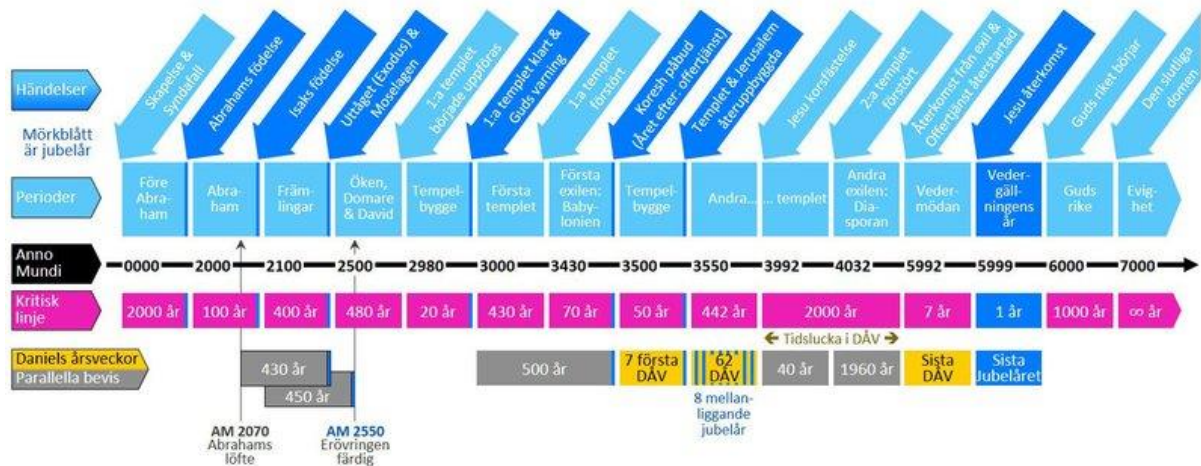 Händelser
Mörkblått
är jubelår
Skapelse &
Syndafall
Abrahams födelse
Isaks födelse
Uttåget (Exodus) &
Moselagen
1:a templet
började uppföras
1:a templet klart &
Guds varning
1:a templet
förstört
Koresh påbud
(Året efter: offertjänst)
Templet & Jerusalem
återuppbyggda
Jesu korsfästelse
2:a templet
förstört
Återkomst från exil &
Offertjänst återstartad
Jesu återkomst
Guds riket börjar
Den slutliga
domen
Perioder
Före
Abra-
ham
Abra-
ham
Främ-
lingar
Öken,
Domare
& David
Tempel-
bygge
Första
templet
Första
exilen:
Baby-
lonien
Tempel-
bygge
Andra...
... templet
Andra
exilen:
Dia-
sporan
Veder-
mödan
Veder-
gäll-
ningens
år
Guds
rike
Evig-
het
Anno
Mundi
0000 2000 2100 2500 2980 3000 3430 3500 3550 3992 4032 5992 5999 6000 7000
Kritisk
linje
2000 år 100 år 400 år 480 år 20 år 430 år 70 år 50 år 442 år 2000 år 7 år 1 år 1000 år ∞ år
Tidslucka i DÅV
Daniels årsveckor
Parallella bevis
430 år
450 år
500 år
7 första
DÅV
62
DÅV
40 år
1960 år
Sista
DÅV
Sista
Jubelåret
8 mellan-
liggande
jubelår
AM 2070
Abrahams
löfte
AM 2550
Erövringen
färdig